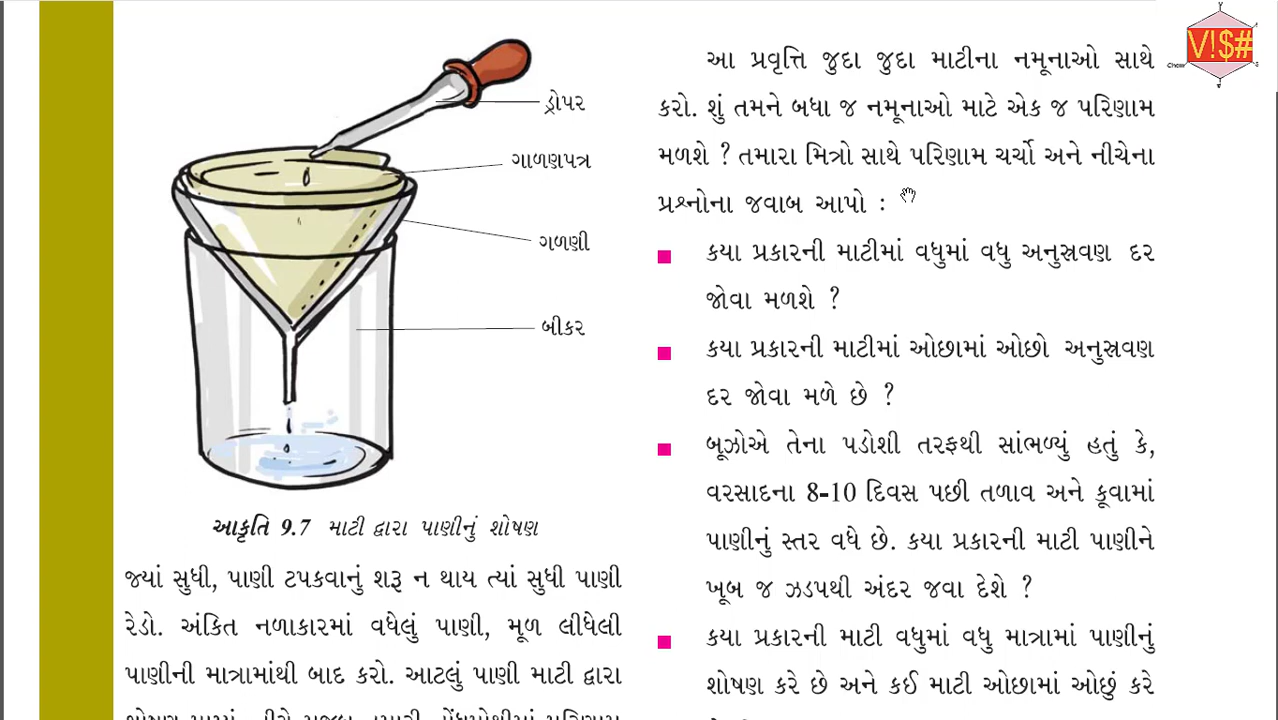 ડ્રોપર
ગાળણપત્ર
ગળણી
બીકર
આકૃતિ 9.7 માટી દ્વારા પાણીનું શોષણ
જ્યાં સુધી, પાણી ટપકવાનું શરૂ ન થાય ત્યાં સુધી પાણી
રેડો. અંકિત નળાકારમાં વધેલું પાણી, મૂળ લીધેલી
પાણીની માત્રામાંથી બાદ કરો. આટલું પાણી માટી દ્વારા
આ પ્રવૃત્તિ જુદા જુદા માટીના નમૂનાઓ સાથે
કરો. શું તમને બધા જ નમૂનાઓ માટે એક જ પરિણામ
મળશે ? તમારા મિત્રો સાથે પરિણામ ચર્ચો અને નીચેના
પ્રશ્નોના જવાબ આપો :
કયા પ્રકારની માટીમાં વધુમાં વધુ અનુસ્રવણ દર
જોવા મળશે ?
કયા પ્રકારની માટીમાં ઓછામાં ઓછો અનુસ્રવણ
દર જોવા મળે છે ?
બૂઝોએ તેના પડોશી તરફથી સાંભળ્યું હતું કે,
વરસાદના 8-10 દિવસ પછી તળાવ અને કૂવામાં
પાણીનું સ્તર વધે છે. કયા પ્રકારની માટી પાણીને
ખૂબ જ ઝડપથી અંદર જવા દેશે ?
કયા પ્રકારની માટી વધુમાં વધુ માત્રામાં પાણીનું
શોષણ કરે છે અને કઈ માટી ઓછામાં ઓછું કરે
V!$#